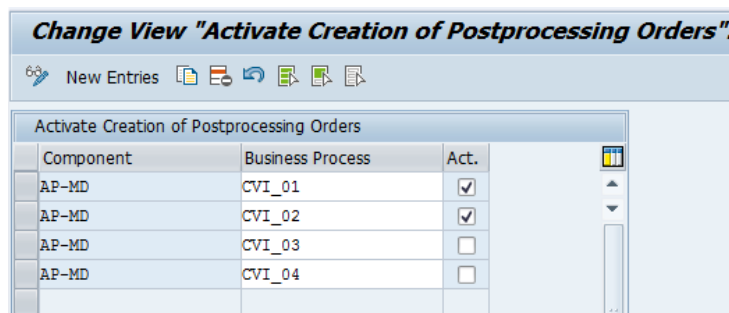 Change View "Activate Creation of Postprocessing Orders"
New Entries
Activate Creation of Postprocessing Orders
Component Business Process Act.
AP-MD CVI_01
AP-MD CVI_02
AP-MD CVI_03
AP-MD CVI_04